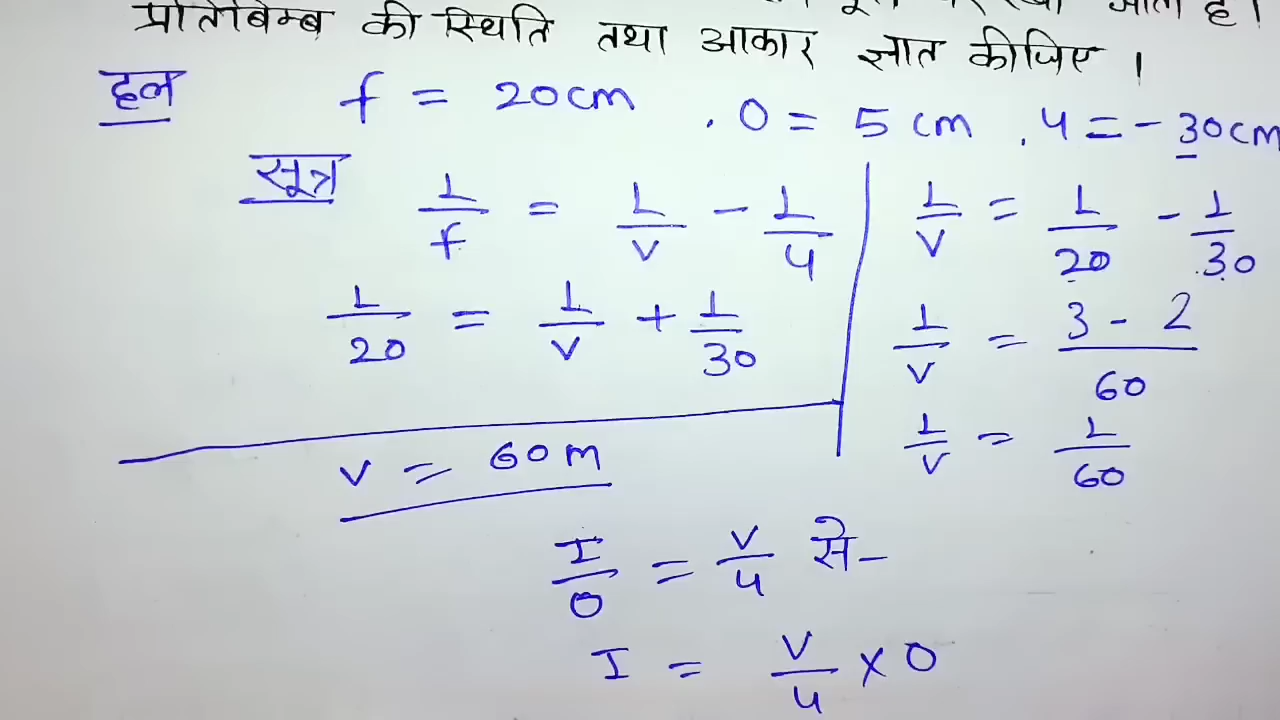 जाता है।
प्रतिबिम्ब की स्थिति तथा आकार ज्ञात कीजिए ।
हल f = 20cm , O = 5 cm , u = - 30cm
सूत्र 1/f = 1/v - 1/u
1/20 = 1/v + 1/30
1/v = 1/20 - 1/30
1/v = 3 - 2/60
1/v = 1/60
v = 60 m
I/O = v/u से-
I = v/u × O